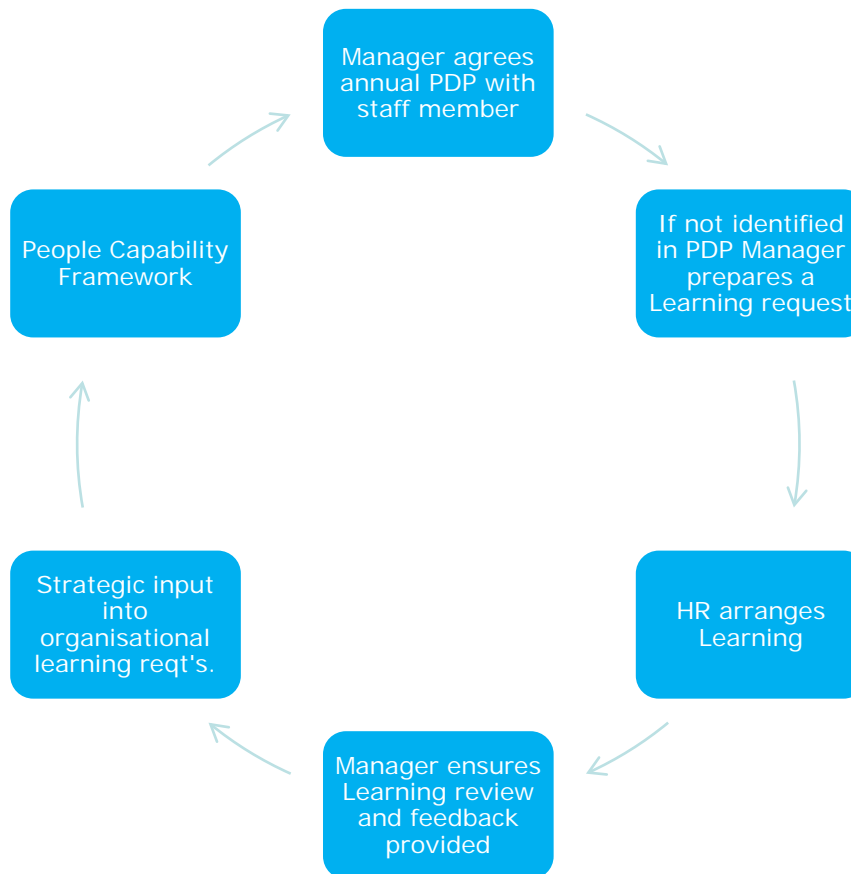 Manager agrees
annual PDP with
staff member
If not identified
in PDP Manager
prepares a
Learning request
HR arranges
Learning
Manager ensures
Learning review
and feedback
provided
Strategic input
into
organisational
learning reqt's.
People Capability
Framework